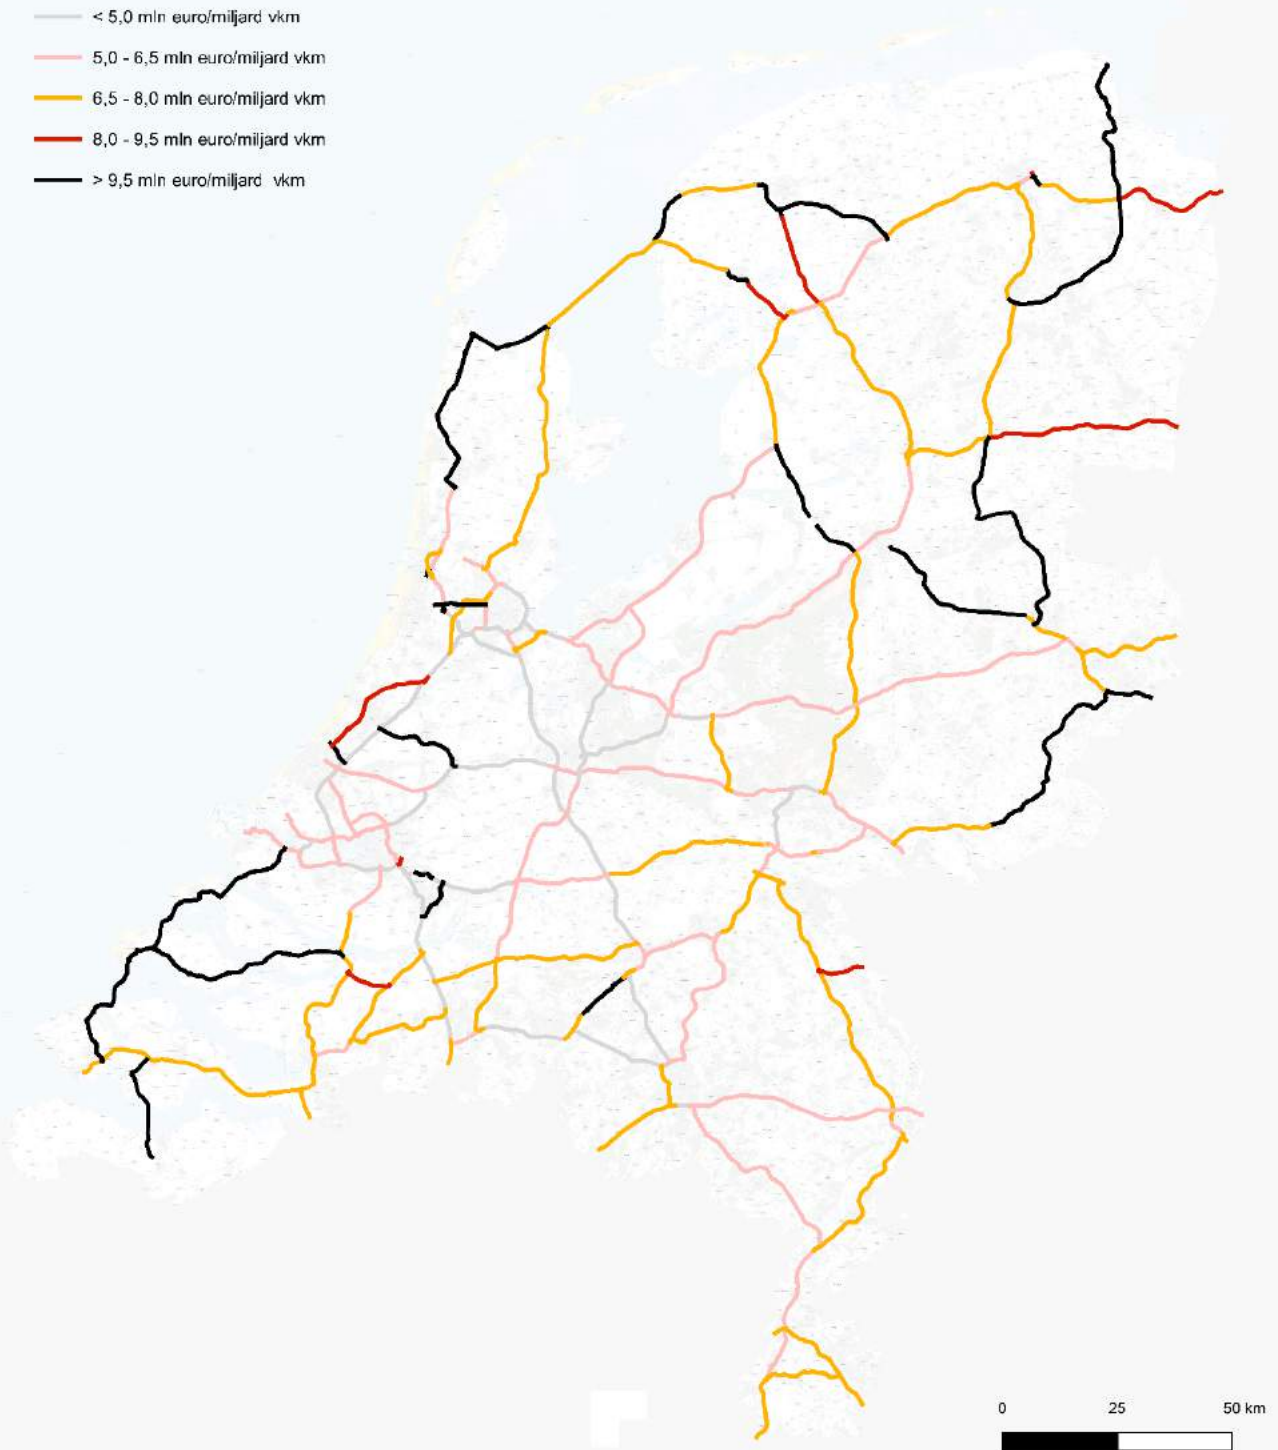 < 5,0 mln euro/miljard vkm
5,0 - 6,5 mln euro/miljard vkm
6,5 - 8,0 mln euro/miljard vkm
8,0 - 9,5 mln euro/miljard vkm
> 9,5 mln euro/miljard vkm
0 25 50 km